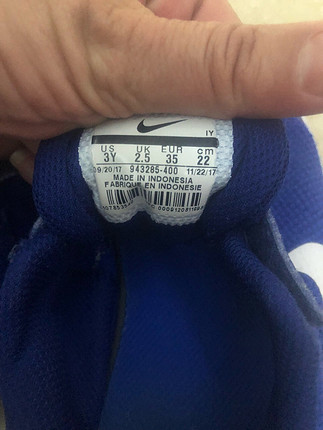 IY
US UK EUR cm
3Y 2.5 35 22
09/20/17 943285-400 11/22/17
MADE IN INDONESIA
FABRIQUÉ EN INDONESIE